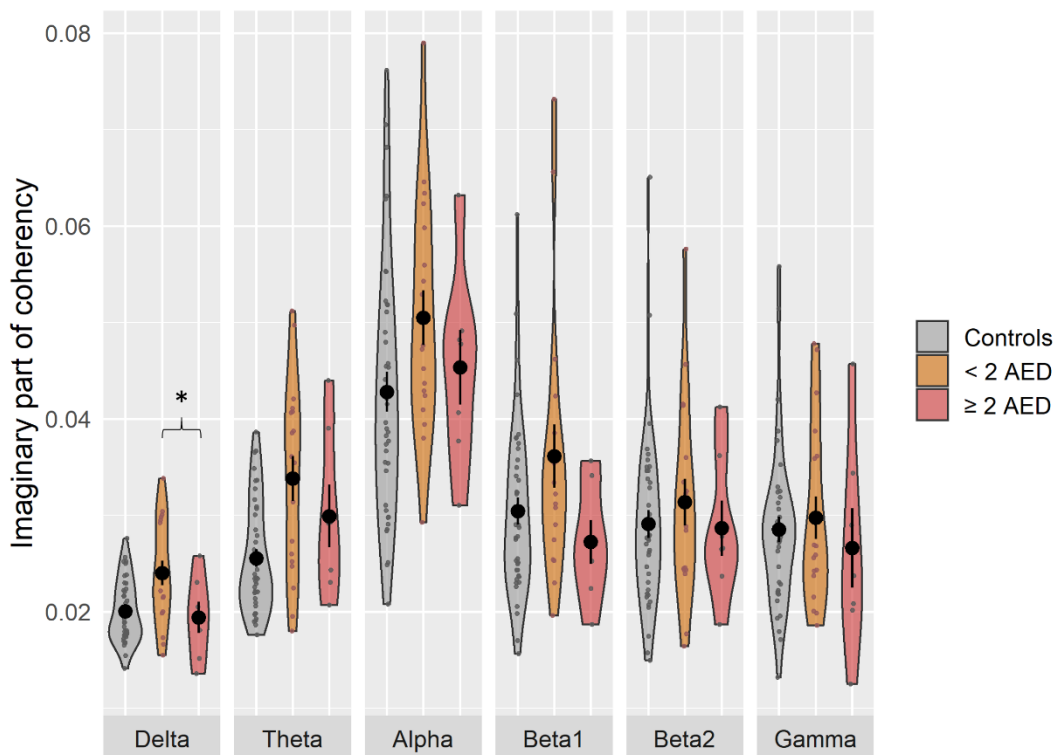 Imaginary part of coherency
0.08
0.06
0.04
0.02
*
Delta
Theta
Alpha
Beta1
Beta2
Gamma
Controls
< 2 AED
≥ 2 AED